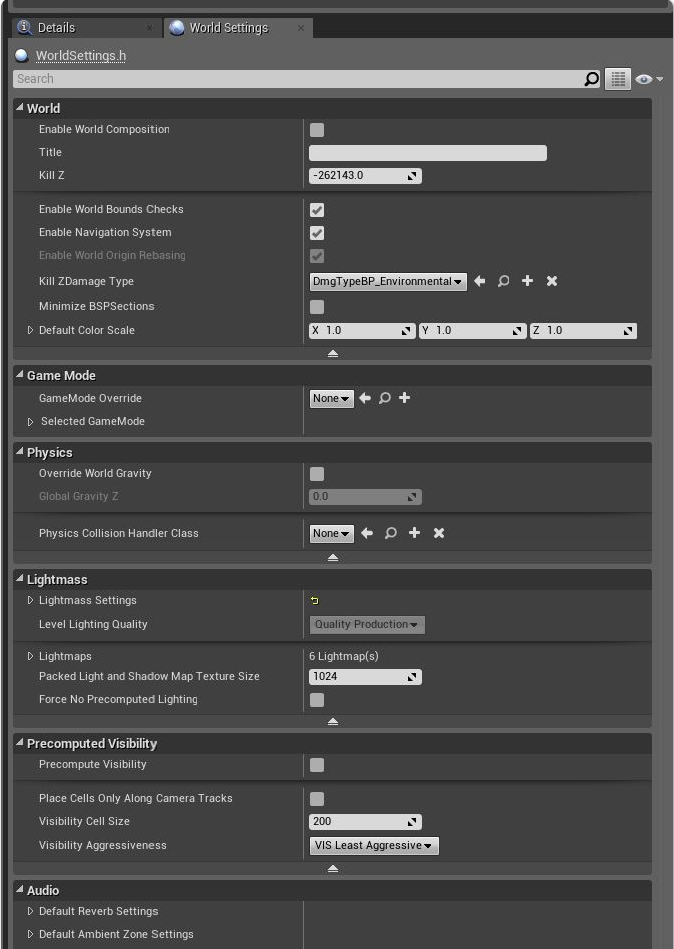 Details
World Settings
WorldSettings.h
Search
World
Enable World Composition
Title
Kill Z -262143.0
Enable World Bounds Checks
Enable Navigation System
Enable World Origin Rebasing
Kill ZDamage Type DmgTypeBP_Environmental
Minimize BSPSections
Default Color Scale X 1.0 Y 1.0 Z 1.0
Game Mode
GameMode Override None
Selected GameMode
Physics
Override World Gravity
Global Gravity Z 0.0
Physics Collision Handler Class None
Lightmass
Lightmass Settings
Level Lighting Quality Quality Production
Lightmaps 6 Lightmap(s)
Packed Light and Shadow Map Texture Size 1024
Force No Precomputed Lighting
Precomputed Visibility
Precompute Visibility
Place Cells Only Along Camera Tracks
Visibility Cell Size 200
Visibility Aggressiveness VIS Least Aggressive
Audio
Default Reverb Settings
Default Ambient Zone Settings